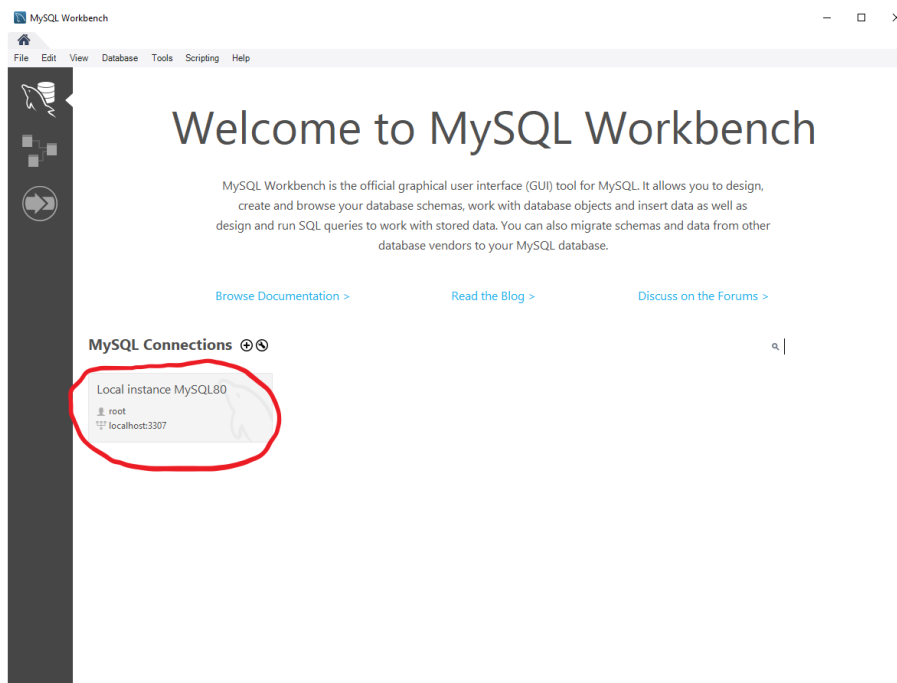 MySQL Workbench
File Edit View Database Tools Scripting Help
Welcome to MySQL Workbench
MySQL Workbench is the official graphical user interface (GUI) tool for MySQL. It allows you to design,
create and browse your database schemas, work with database objects and insert data as well as
design and run SQL queries to work with stored data. You can also migrate schemas and data from other
database vendors to your MySQL database.
Browse Documentation > Read the Blog > Discuss on the Forums >
MySQL Connections
Local instance MySQL80
root
localhost:3307